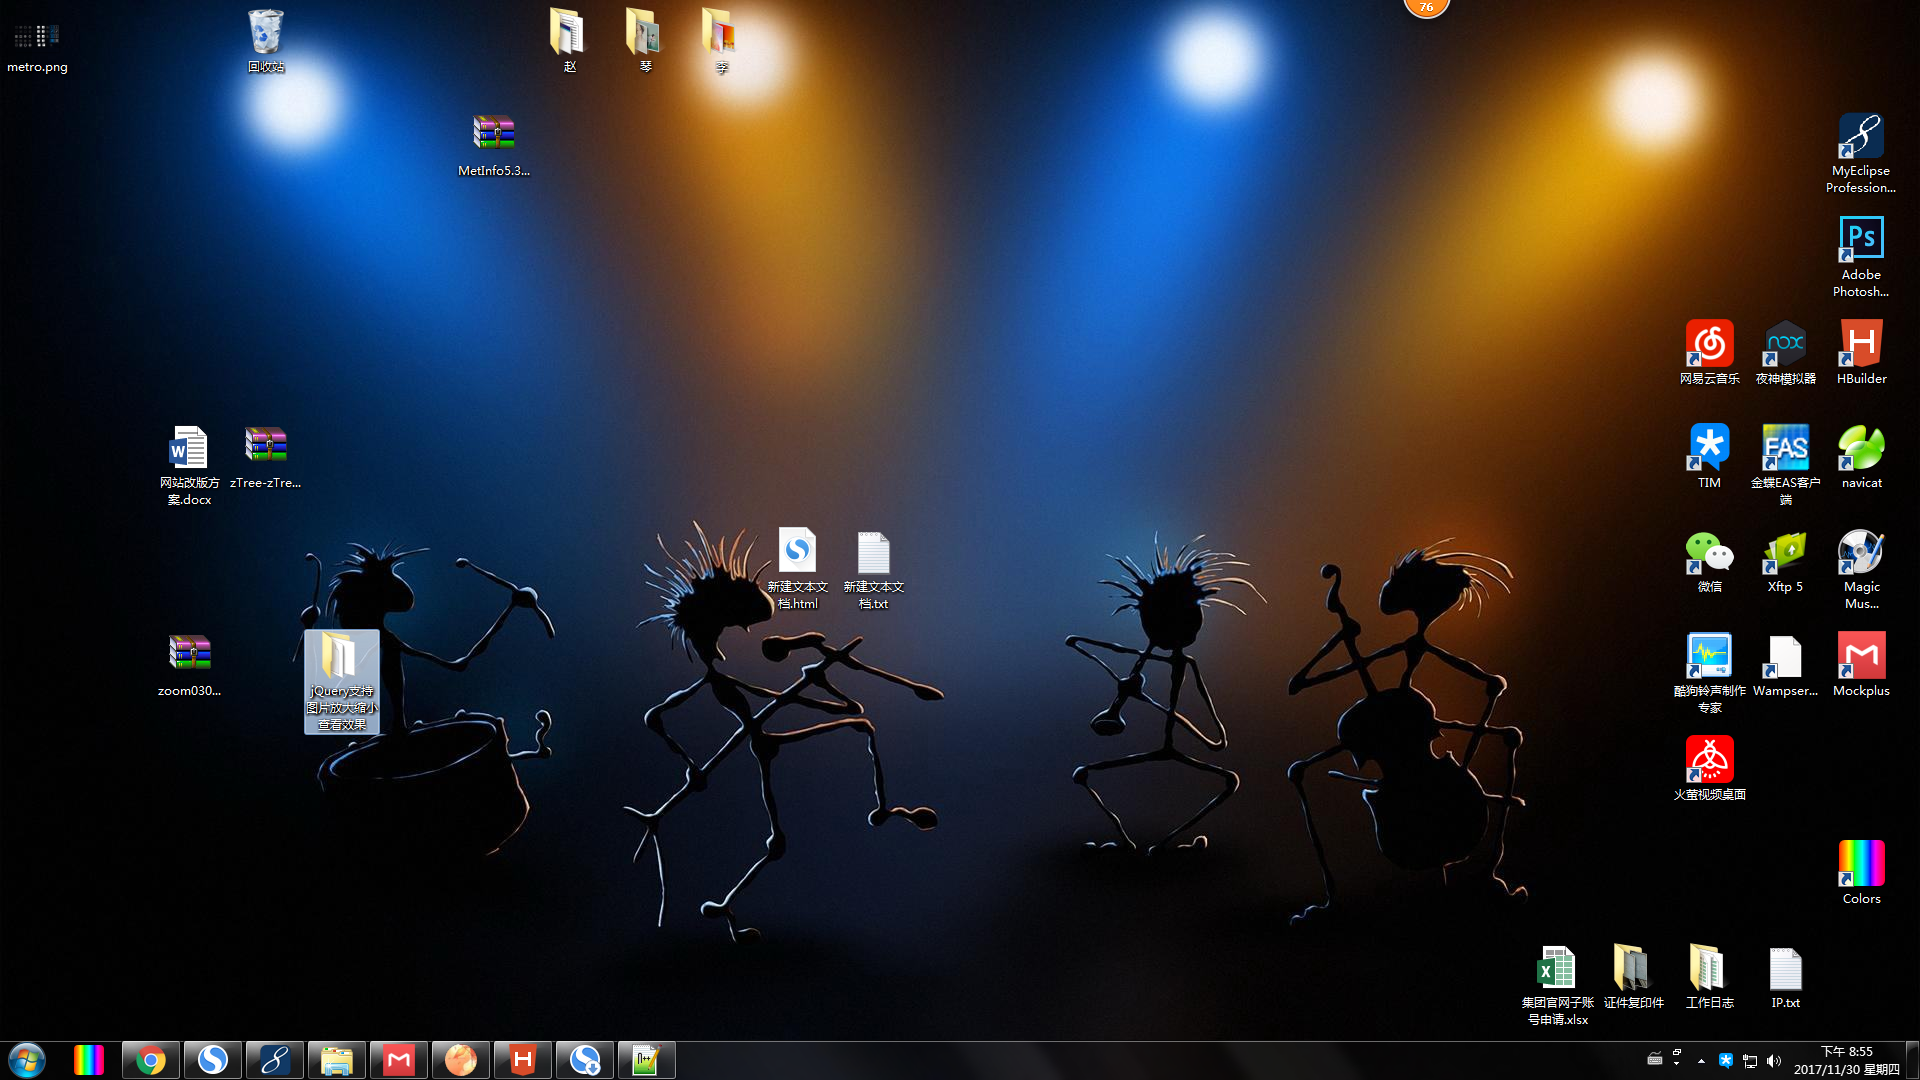 76
metro.png
回收站
赵
琴
李
MetInfo5.3...
MyEclipse
Profession...
Ps
Adobe
Photosh...
网易云音乐
nox
夜神模拟器
H
HBuilder
W
网站改版方
案.docx
zTree-zTre...
TIM
EAS
金蝶EAS客户
端
navicat
新建文本文
档.html
新建文本文
档.txt
微信
Xftp 5
Magic
Mus...
zoom030...
jQuery支持
图片放大缩小
查看效果
酷狗铃声制作
专家
Wampser...
Mockplus
火萤视频桌面
Colors
X
集团官网子账
号申请.xlsx
证件复印件
工作日志
IP.txt
H
n++
下午 8:55
2017/11/30 星期四